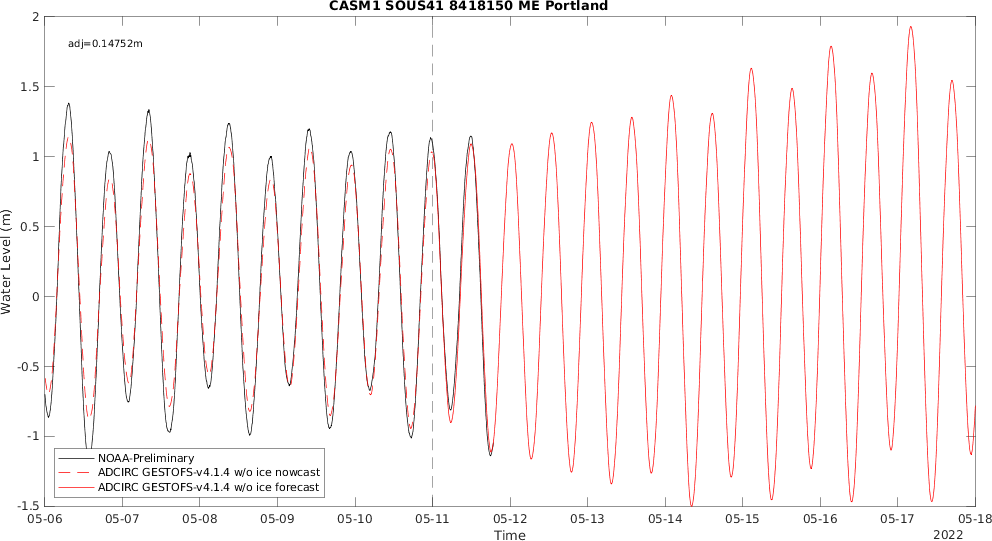 CASM1 SOUS41 8418150 ME Portland
adj=0.14752m
2
1.5
1
0.5
0
-0.5
-1
-1.5
Water Level (m)
NOAA-Preliminary
ADCIRC GESTOFS-v4.1.4 w/o ice nowcast
ADCIRC GESTOFS-v4.1.4 w/o ice forecast
05-06 05-07 05-08 05-09 05-10 05-11 05-12 05-13 05-14 05-15 05-16 05-17 05-18
Time
2022